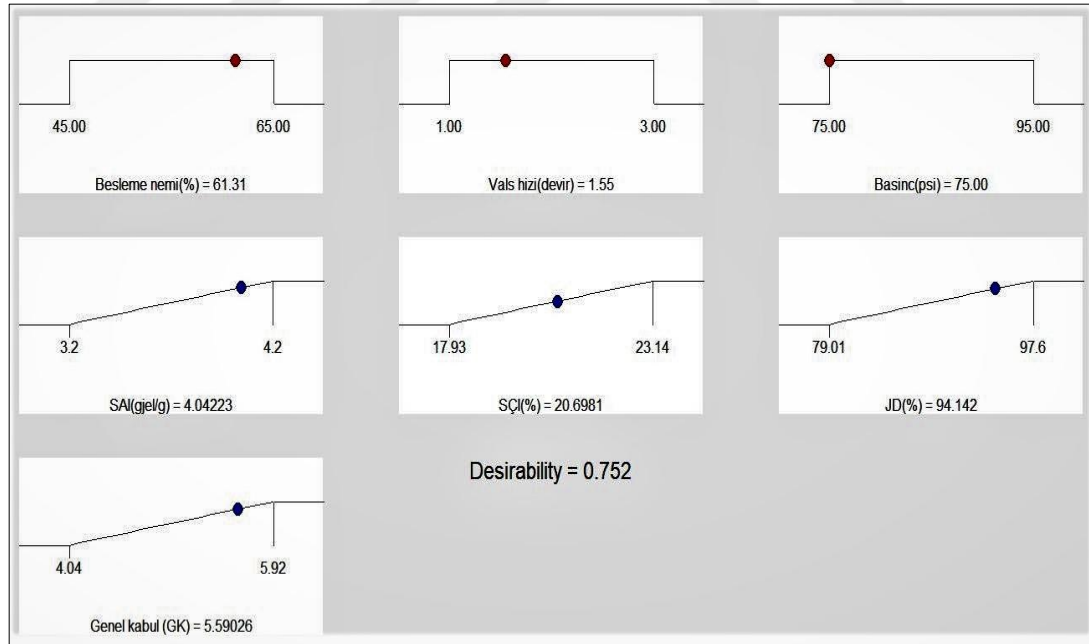 45.00 65.00
Besleme nemi(%) = 61.31
1.00 3.00
Vals hizi(devir) = 1.55
75.00 95.00
Basinc(psi) = 75.00
3.2 4.2
SAI(gjel/g) = 4.04223
17.93 23.14
SÇI(%) = 20.6981
79.01 97.6
JD(%) = 94.142
Desirability = 0.752
4.04 5.92
Genel kabul (GK) = 5.59026